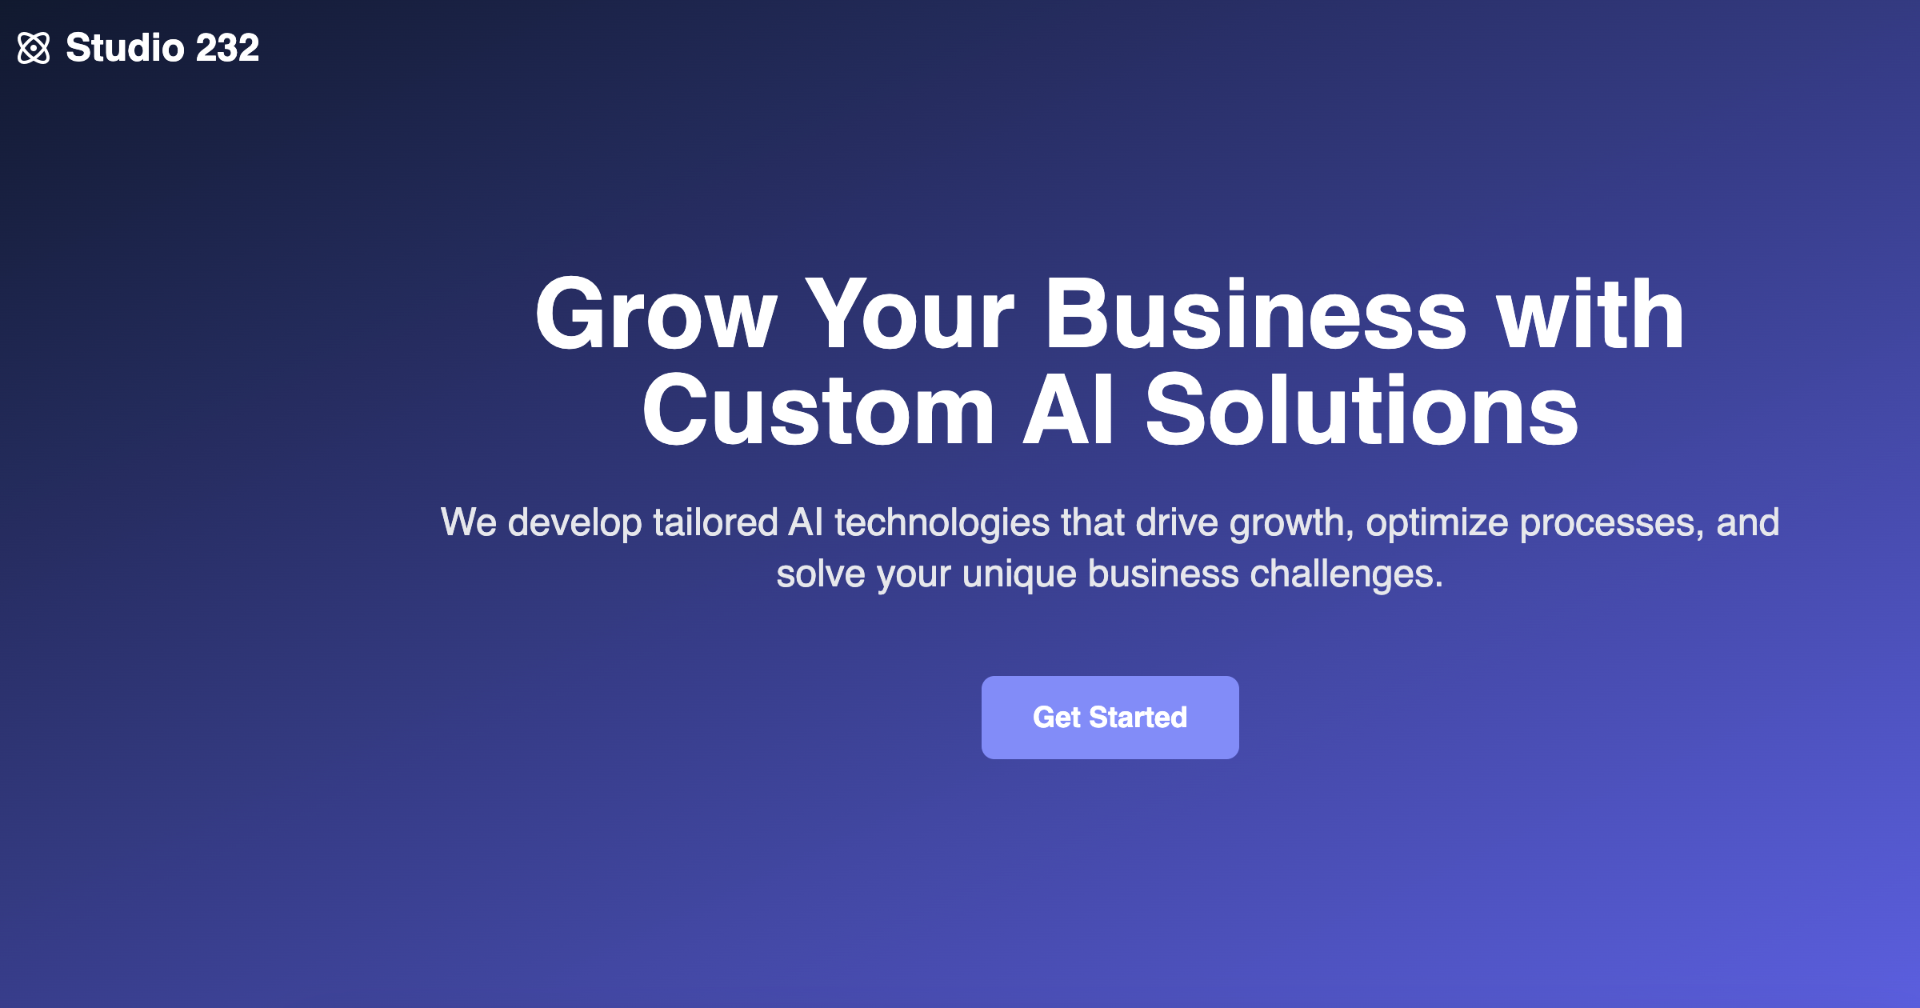 Studio 232
Grow Your Business with
Custom AI Solutions
We develop tailored AI technologies that drive growth, optimize processes, and
solve your unique business challenges.
Get Started